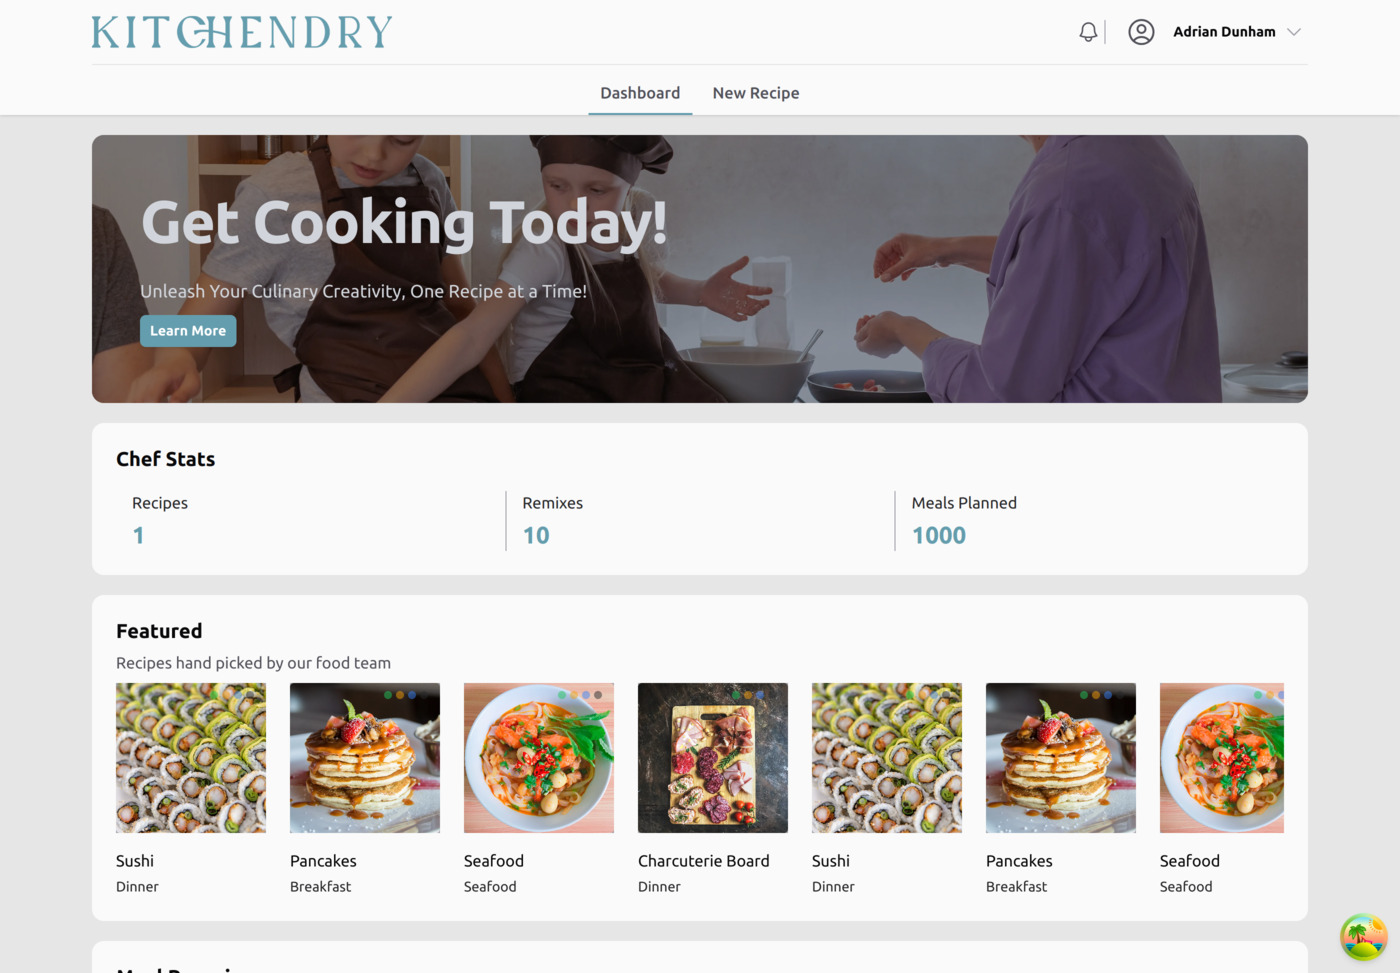 KITCHENDRY
Adrian Dunham
Dashboard New Recipe
Get Cooking Today!
Unleash Your Culinary Creativity, One Recipe at a Time!
Learn More
Chef Stats
Recipes Remixes Meals Planned
1 10 1000
Featured
Recipes hand picked by our food team
Sushi Pancakes Seafood Charcuterie Board Sushi Pancakes Seafood
Dinner Breakfast Seafood Dinner Dinner Breakfast Seafood